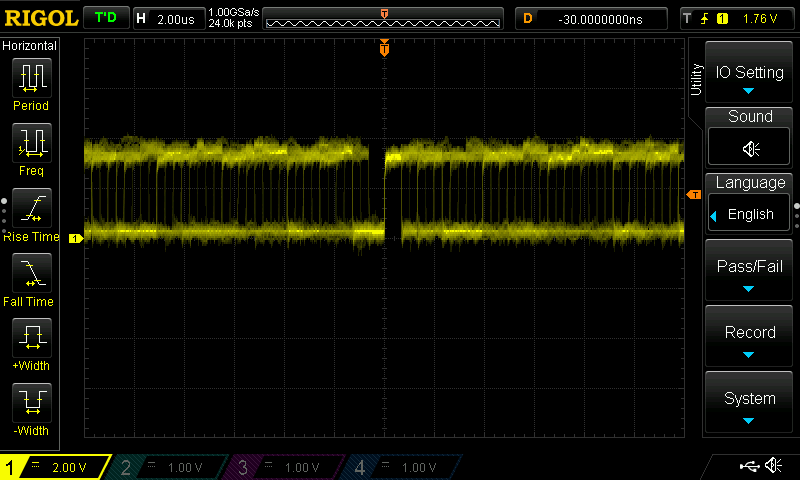 RIGOL T'D H 2.00us 1.00GSa/s 24.0k pts T D -30.0000000ns T 1 1.76 V
Horizontal
Period
Freq
Rise Time
Fall Time
+Width
-Width
T
T
1
Utility
IO Setting
Sound
Language
English
Pass/Fail
Record
System
1 2.00 V 2 1.00 V 3 1.00 V 4 1.00 V